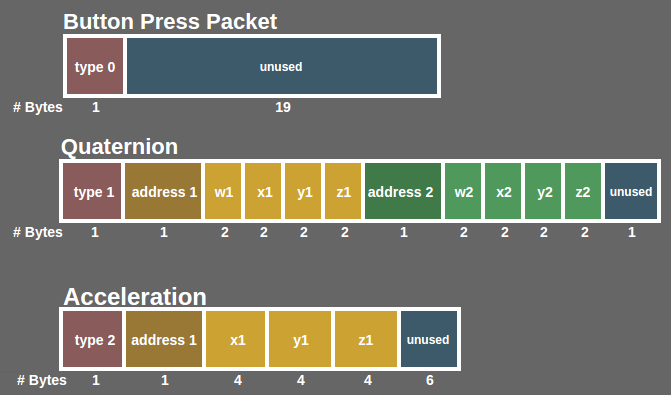 Button Press Packet
type 0 unused
# Bytes 1 19
Quaternion
type 1 address 1 w1 x1 y1 z1 address 2 w2 x2 y2 z2 unused
# Bytes 1 1 2 2 2 2 1 2 2 2 2 1
Acceleration
type 2 address 1 x1 y1 z1 unused
# Bytes 1 1 4 4 4 6